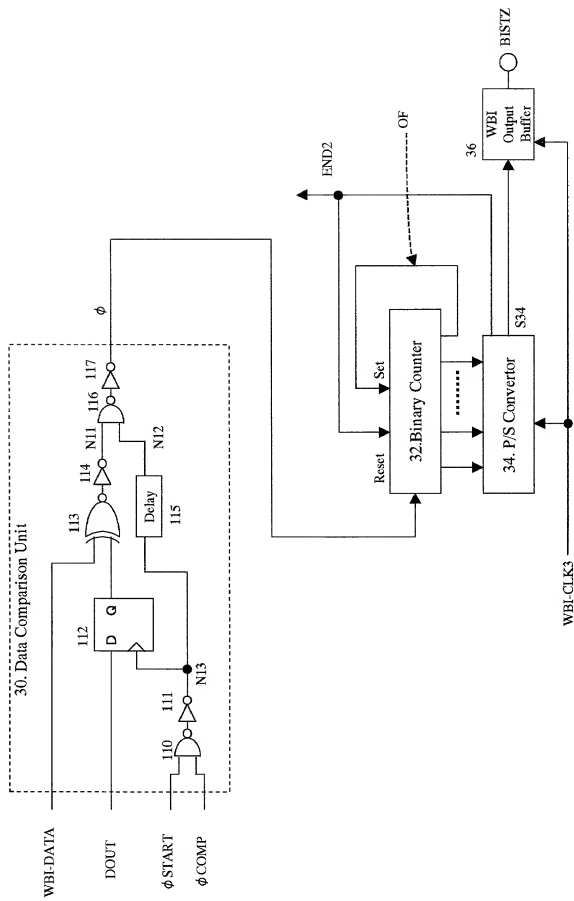 30. Data Comparison Unit
WBI-DATA
DOUT
ϕSTART
ϕCOMP
110
111
N13
112
D
Q
113
114
N11
Delay
115
N12
116
117
ϕ
Reset
Set
32.Binary Counter
OF
END2
34. P/S Convertor
S34
WBI-CLK3
36
WBI
Output
Buffer
BISTZ